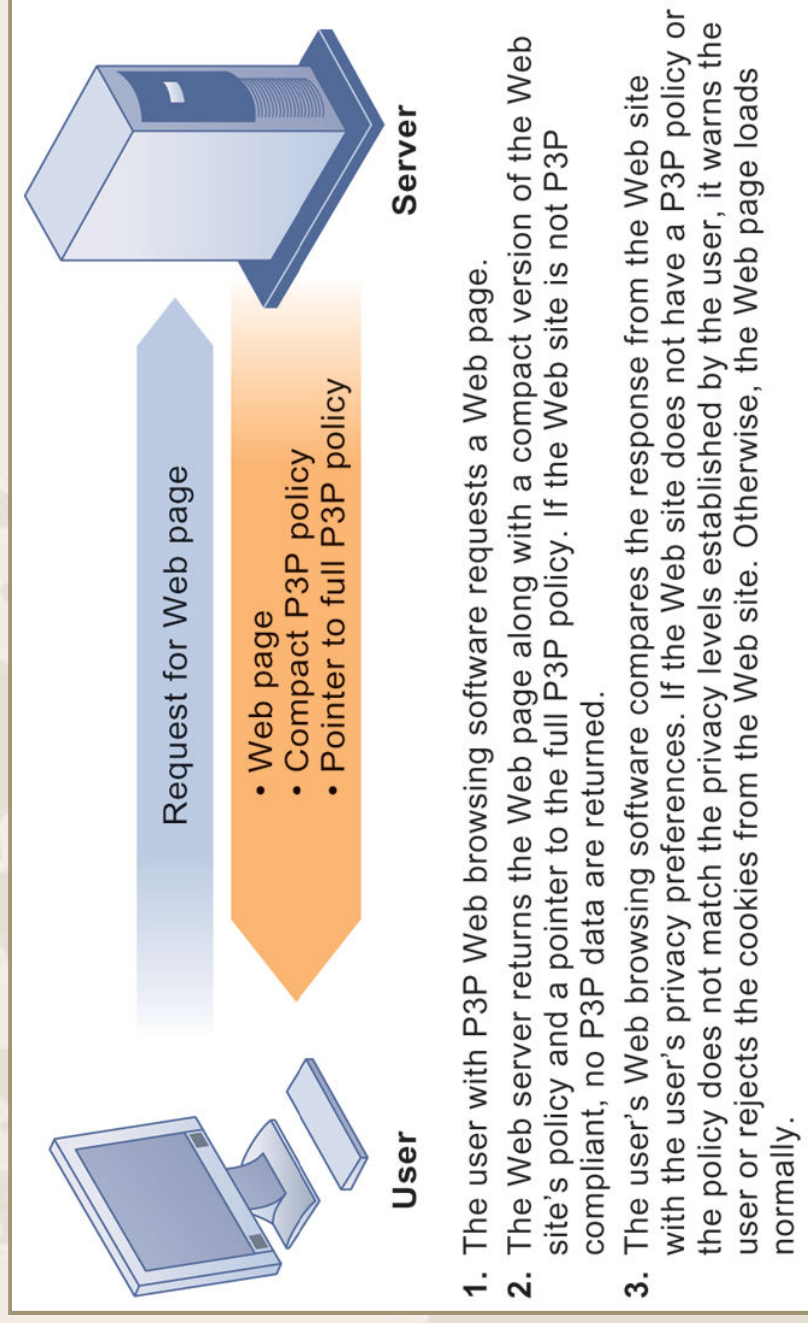 Request for Web page
• Web page
• Compact P3P policy
• Pointer to full P3P policy
User
Server
1. The user with P3P Web browsing software requests a Web page.
2. The Web server returns the Web page along with a compact version of the Web
site's policy and a pointer to the full P3P policy. If the Web site is not P3P
compliant, no P3P data are returned.
3. The user's Web browsing software compares the response from the Web site
with the user's privacy preferences. If the Web site does not have a P3P policy or
the policy does not match the privacy levels established by the user, it warns the
user or rejects the cookies from the Web site. Otherwise, the Web page loads
normally.